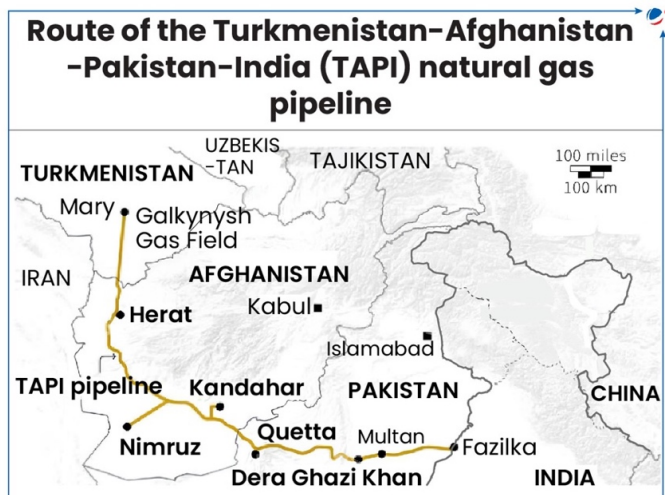 Route of the Turkmenistan-Afghanistan
-Pakistan-India (TAPI) natural gas
pipeline
UZBEKIS
-TAN
TAJIKISTAN
100 miles
100 km
TURKMENISTAN
Mary
Galkynysh
Gas Field
IRAN
AFGHANISTAN
Kabul
Herat
Islamabad
TAPI pipeline
Kandahar
PAKISTAN
CHINA
Nimruz
Quetta
Multan
Fazilka
Dera Ghazi Khan
INDIA